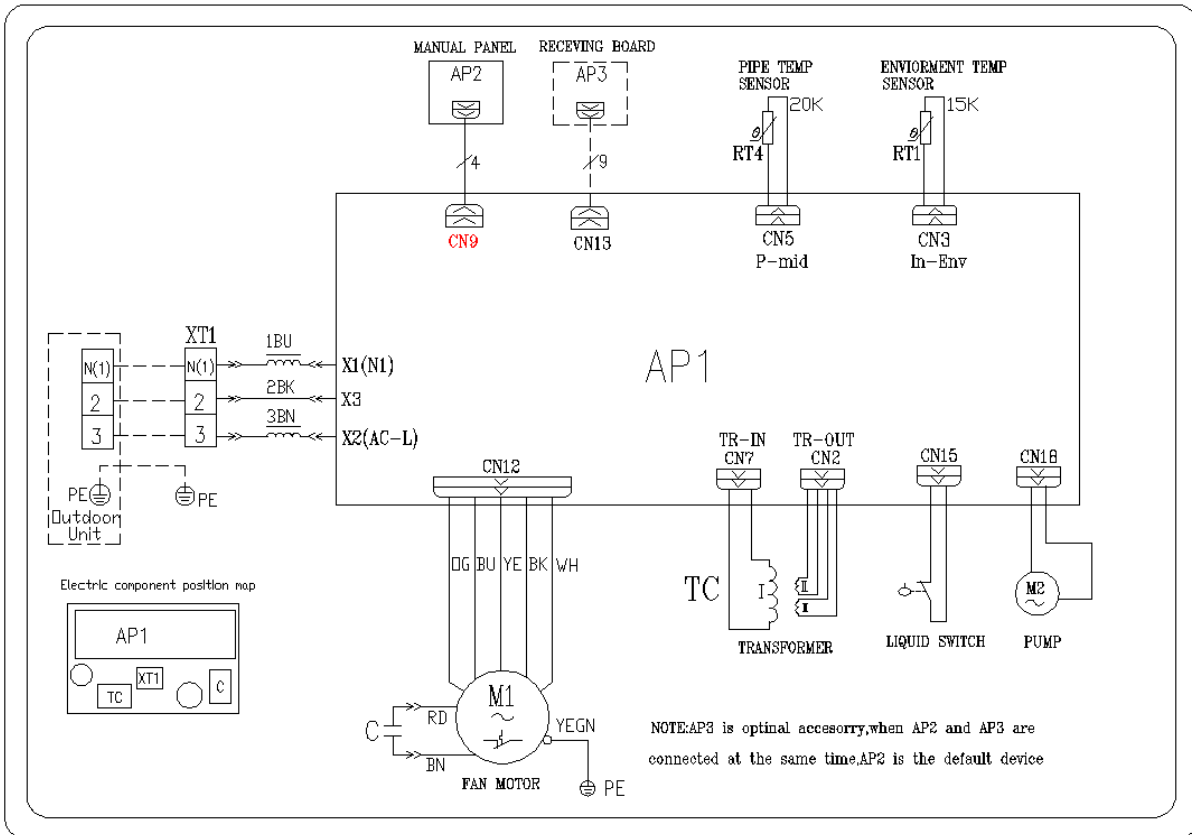 MANUAL PANEL
RECEVING BOARD
PIPE TEMP
SENSOR
ENVIORMENT TEMP
SENSOR
AP2
AP3
20K
15K
RT4
RT1
4
9
CN9
CN13
CN5
P-mid
CN3
In-Env
XT1
1BU
N(1)
N(1)
X1(N1)
2BK
2
2
X3
3BN
3
3
X2(AC-L)
AP1
PE
PE
Outdoor
Unit
CN12
TR-IN
CN7
TR-OUT
CN2
CN15
CN18
OG
BU
YE
BK
WH
TC
I
II
II
M2
TRANSFORMER
LIQUID SWITCH
PUMP
Electric component position map
AP1
XT1
TC
C
M1
C
RD
BN
YEGN
PE
FAN MOTOR
NOTE:AP3 is optinal accesorry,when AP2 and AP3 are
connected at the same time,AP2 is the default device